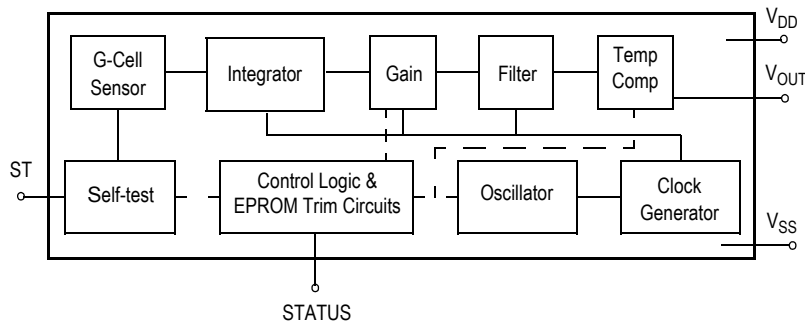 V_DD
G-Cell
Sensor
Integrator
Gain
Filter
Temp
Comp
V_OUT
ST
Self-test
Control Logic &
EPROM Trim Circuits
Oscillator
Clock
Generator
V_SS
STATUS